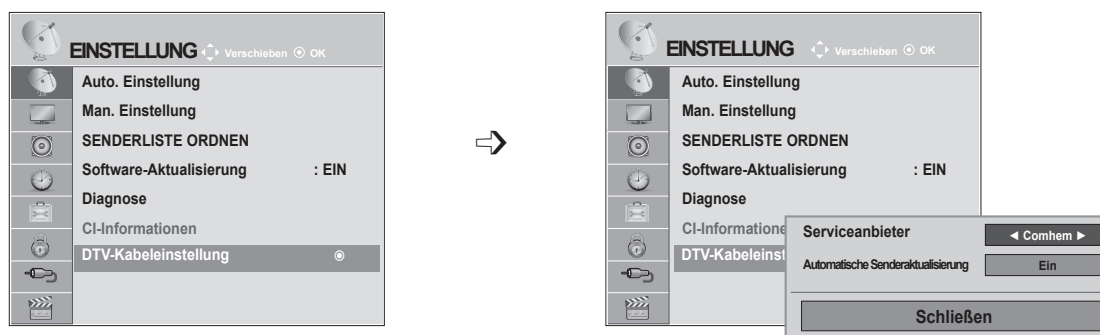 EINSTELLUNG Verschieben OK
Auto. Einstellung
Man. Einstellung
SENDERLISTE ORDNEN
Software-Aktualisierung : EIN
Diagnose
CI-Informationen
DTV-Kabeleinstellung
EINSTELLUNG Verschieben OK
Auto. Einstellung
Man. Einstellung
SENDERLISTE ORDNEN
Software-Aktualisierung : EIN
Diagnose
CI-Informatione
DTV-Kabeleinst
Serviceanbieter ◄ Comhem ►
Automatische Senderaktualisierung Ein
Schließen